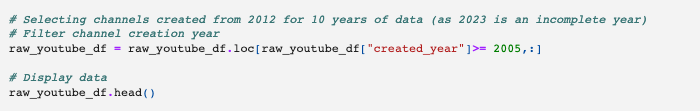 # Selecting channels created from 2012 for 10 years of data (as 2023 is an incomplete year)
# Filter channel creation year
raw_youtube_df = raw_youtube_df.loc[raw_youtube_df["created_year"]>= 2005,:]
# Display data
raw_youtube_df.head()